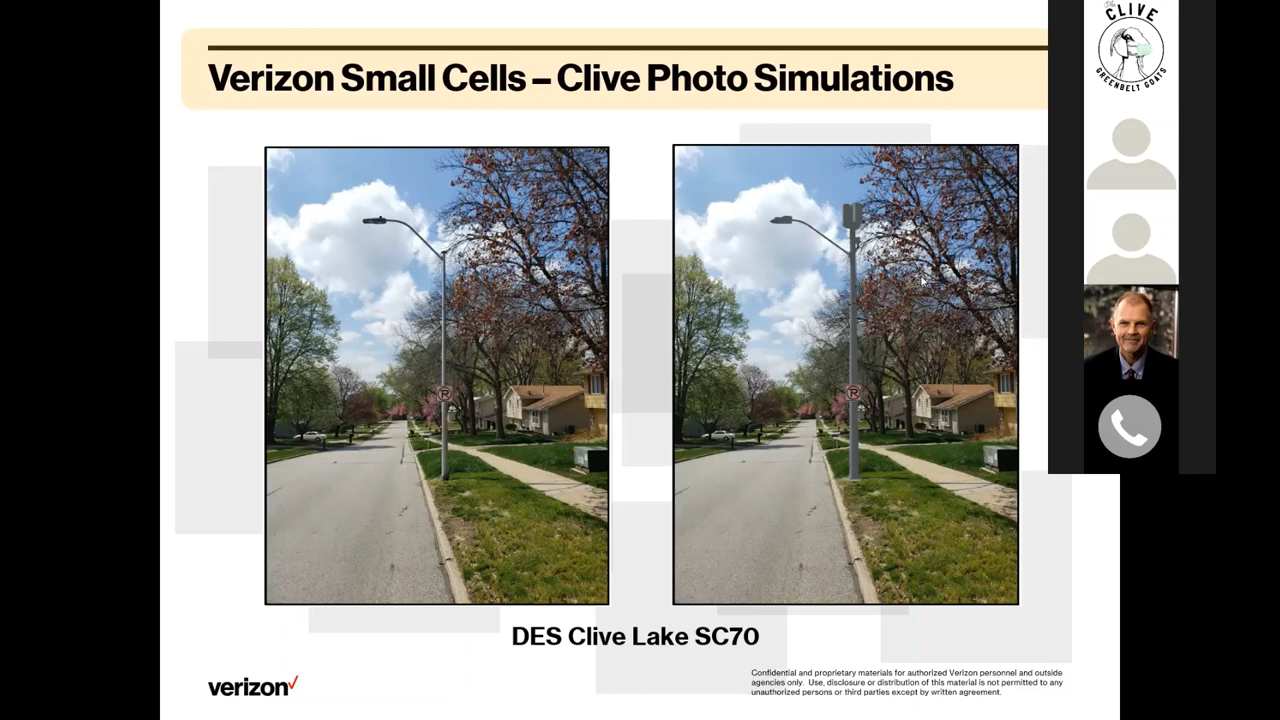 Verizon Small Cells – Clive Photo Simulations
The
CLIVE
GREENBELT GOATS
P
P
DES Clive Lake SC70
verizon✓
Confidential and proprietary materials for authorized Verizon personnel and outside
agencies only. Use, disclosure or distribution of this material is not permitted to any
unauthorized persons or third parties except by written agreement.